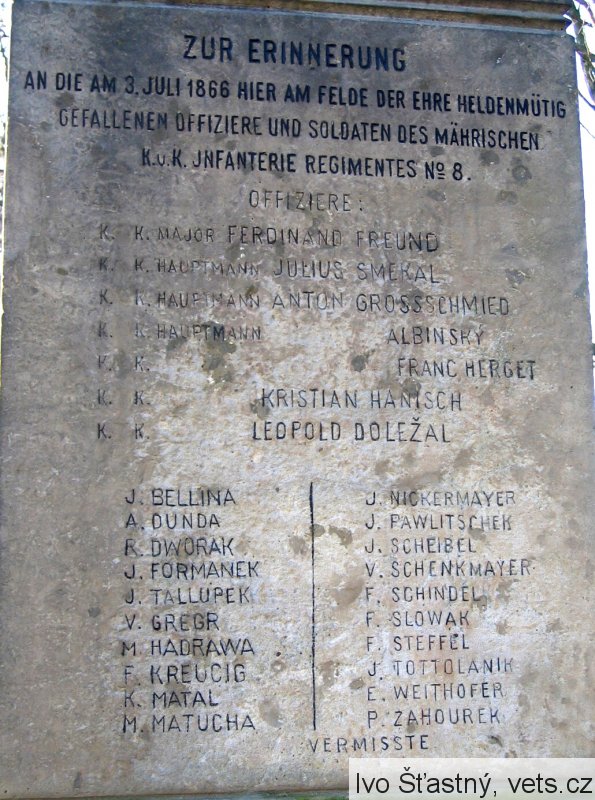 ZUR ERINNERUNG
AN DIE AM 3. JULI 1866 HIER AM FELDE DER EHRE HELDENMÜTIG
GEFALLENEN OFFIZIERE UND SOLDATEN DES MÄHRISCHEN
K.u.K. JNFANTERIE REGIMENTES № 8.
OFFIZIERE:
K. K. MAJOR FERDINAND FREUND
K. K. HAUPTMANN JULIUS SMEKAL
K. K. HAUPTMANN ANTON GROSSSCHMIED
K. K. HAUPTMANN ALBINSKY
K. K. FRANC HERGET
K. K. KRISTIAN HANISCH
K. K. LEOPOLD DOLEŽAL
J. BELLINA
A. DUNDA
R. DWORAK
J. FORMANEK
J. TALLUPEK
V. GREGR
M. HADRAWA
F. KREUCIG
K. MATAL
M. MATUCHA
J. NICKERMAYER
J. PAWLITSCHEK
J. SCHEIBEL
V. SCHENKMAYER
F. SCHINDEL
F. SLOWAK
F. STEFFEL
J. TOTTOLANIK
E. WEITHOFER
P. ZAHOUREK
VERMISSTE
Ivo Šťastný, vets.cz